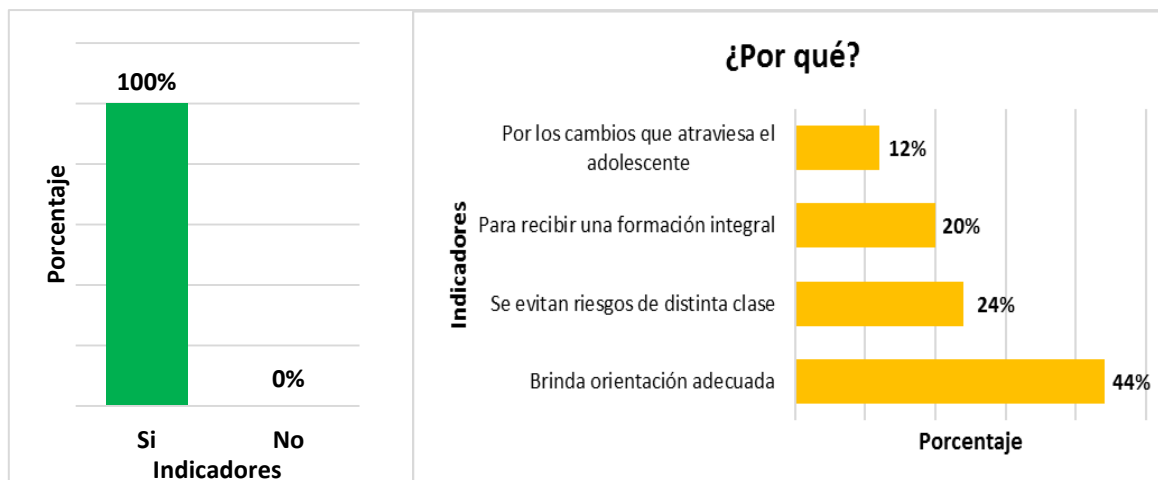 100%
0%
Porcentaje
Si
No
Indicadores
¿Por qué?
Por los cambios que atraviesa el
adolescente
12%
Para recibir una formación integral
20%
Se evitan riesgos de distinta clase
24%
Brinda orientación adecuada
44%
Indicadores
Porcentaje